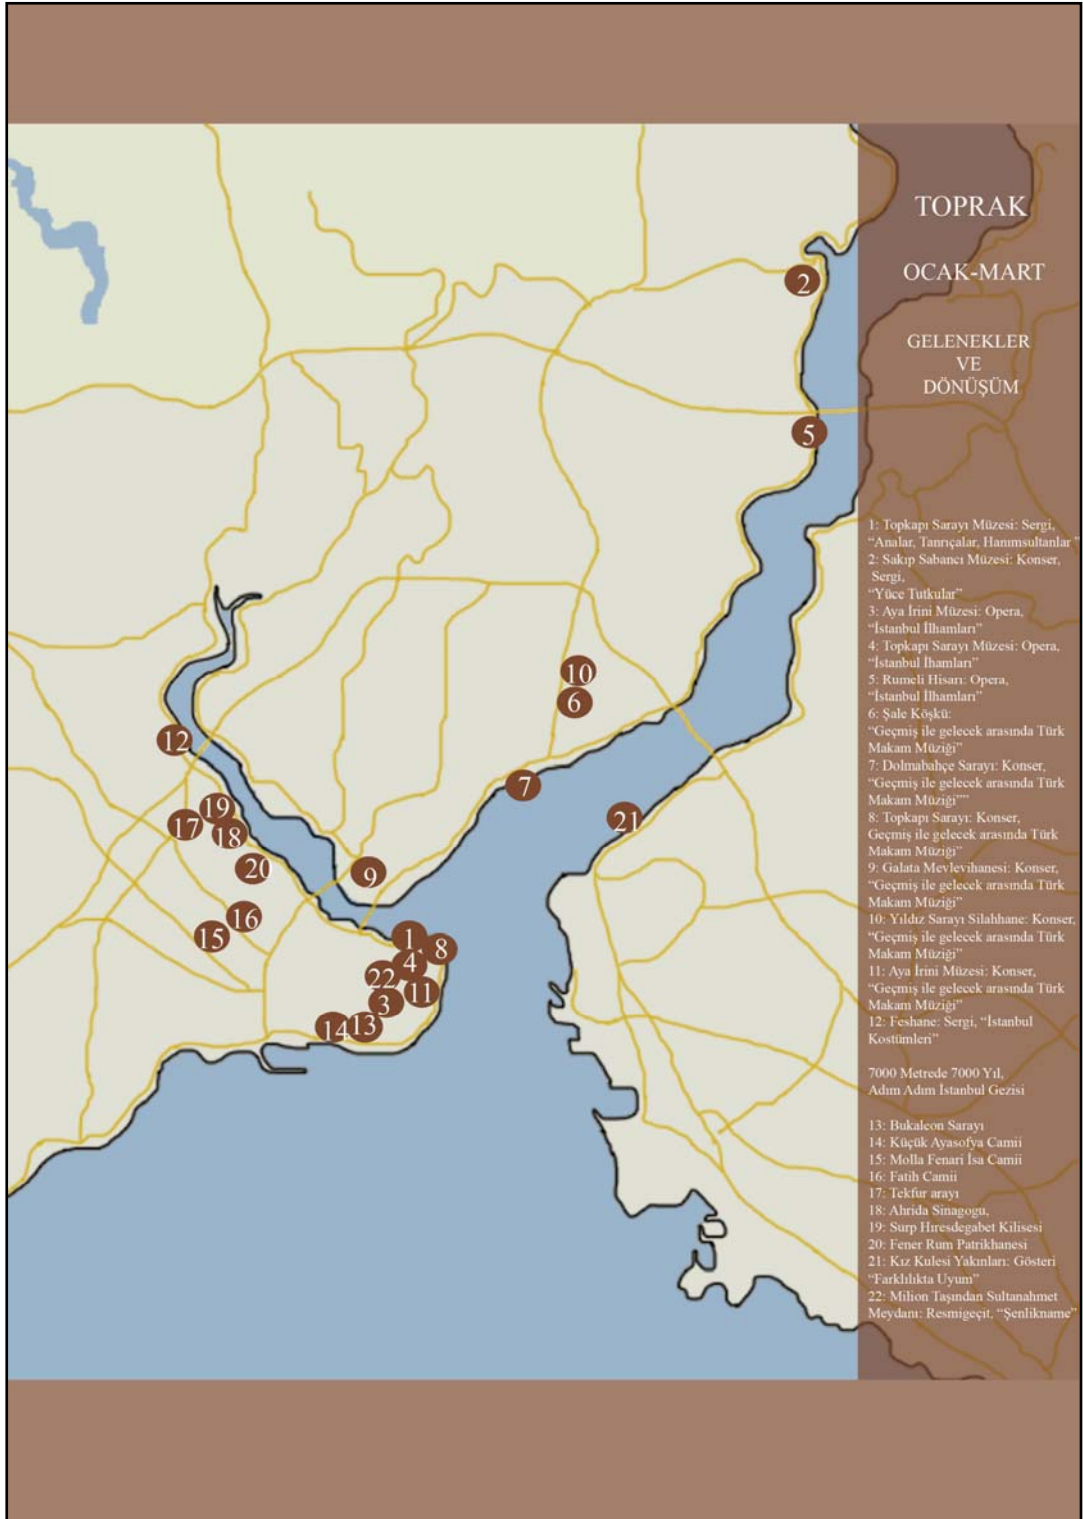 TOPRAK
OCAK-MART
GELENEKLER
VE
DÖNÜŞÜM
1: Topkapı Sarayı Müzesi: Sergi,
“Analar, Tanrıçalar, Hanımsultanlar ”
2: Sakıp Sabancı Müzesi: Konser,
Sergi,
“Yüce Tutkular”
3: Aya İrini Müzesi: Opera,
“İstanbul İlhamları”
4: Topkapı Sarayı Müzesi: Opera,
“İstanbul İhamları”
5: Rumeli Hisarı: Opera,
“İstanbul İlhamları”
6: Şale Köşkü:
“Geçmiş ile gelecek arasında Türk
Makam Müziği”
7: Dolmabahçe Sarayı: Konser,
“Geçmiş ile gelecek arasında Türk
Makam Müziği””
8: Topkapı Sarayı: Konser,
Geçmiş ile gelecek arasında Türk
Makam Müziği”
9: Galata Mevlevihanesi: Konser,
“Geçmiş ile gelecek arasında Türk
Makam Müziği”
10: Yıldız Sarayı Silahhane: Konser,
“Geçmiş ile gelecek arasında Türk
Makam Müziği”
11: Aya İrini Müzesi: Konser,
“Geçmiş ile gelecek arasında Türk
Makam Müziği”
12: Feshane: Sergi, “İstanbul
Kostümleri”
7000 Metrede 7000 Yıl,
Adım Adım İstanbul Gezisi
13: Bukaleon Sarayı
14: Küçük Ayasofya Camii
15: Molla Fenari İsa Camii
16: Fatih Camii
17: Tekfur arayı
18: Ahrida Sinagogu,
19: Surp Hıresdegabet Kilisesi
20: Fener Rum Patrikhanesi
21: Kız Kulesi Yakınları: Gösteri
“Farklılıkta Uyum”
22: Milion Taşından Sultanahmet
Meydanı: Resmigeçit, “Şenlikname”
2
5
10
6
12
7
19
17
18
21
20
9
16
15
1
8
4
22
11
3
14
13